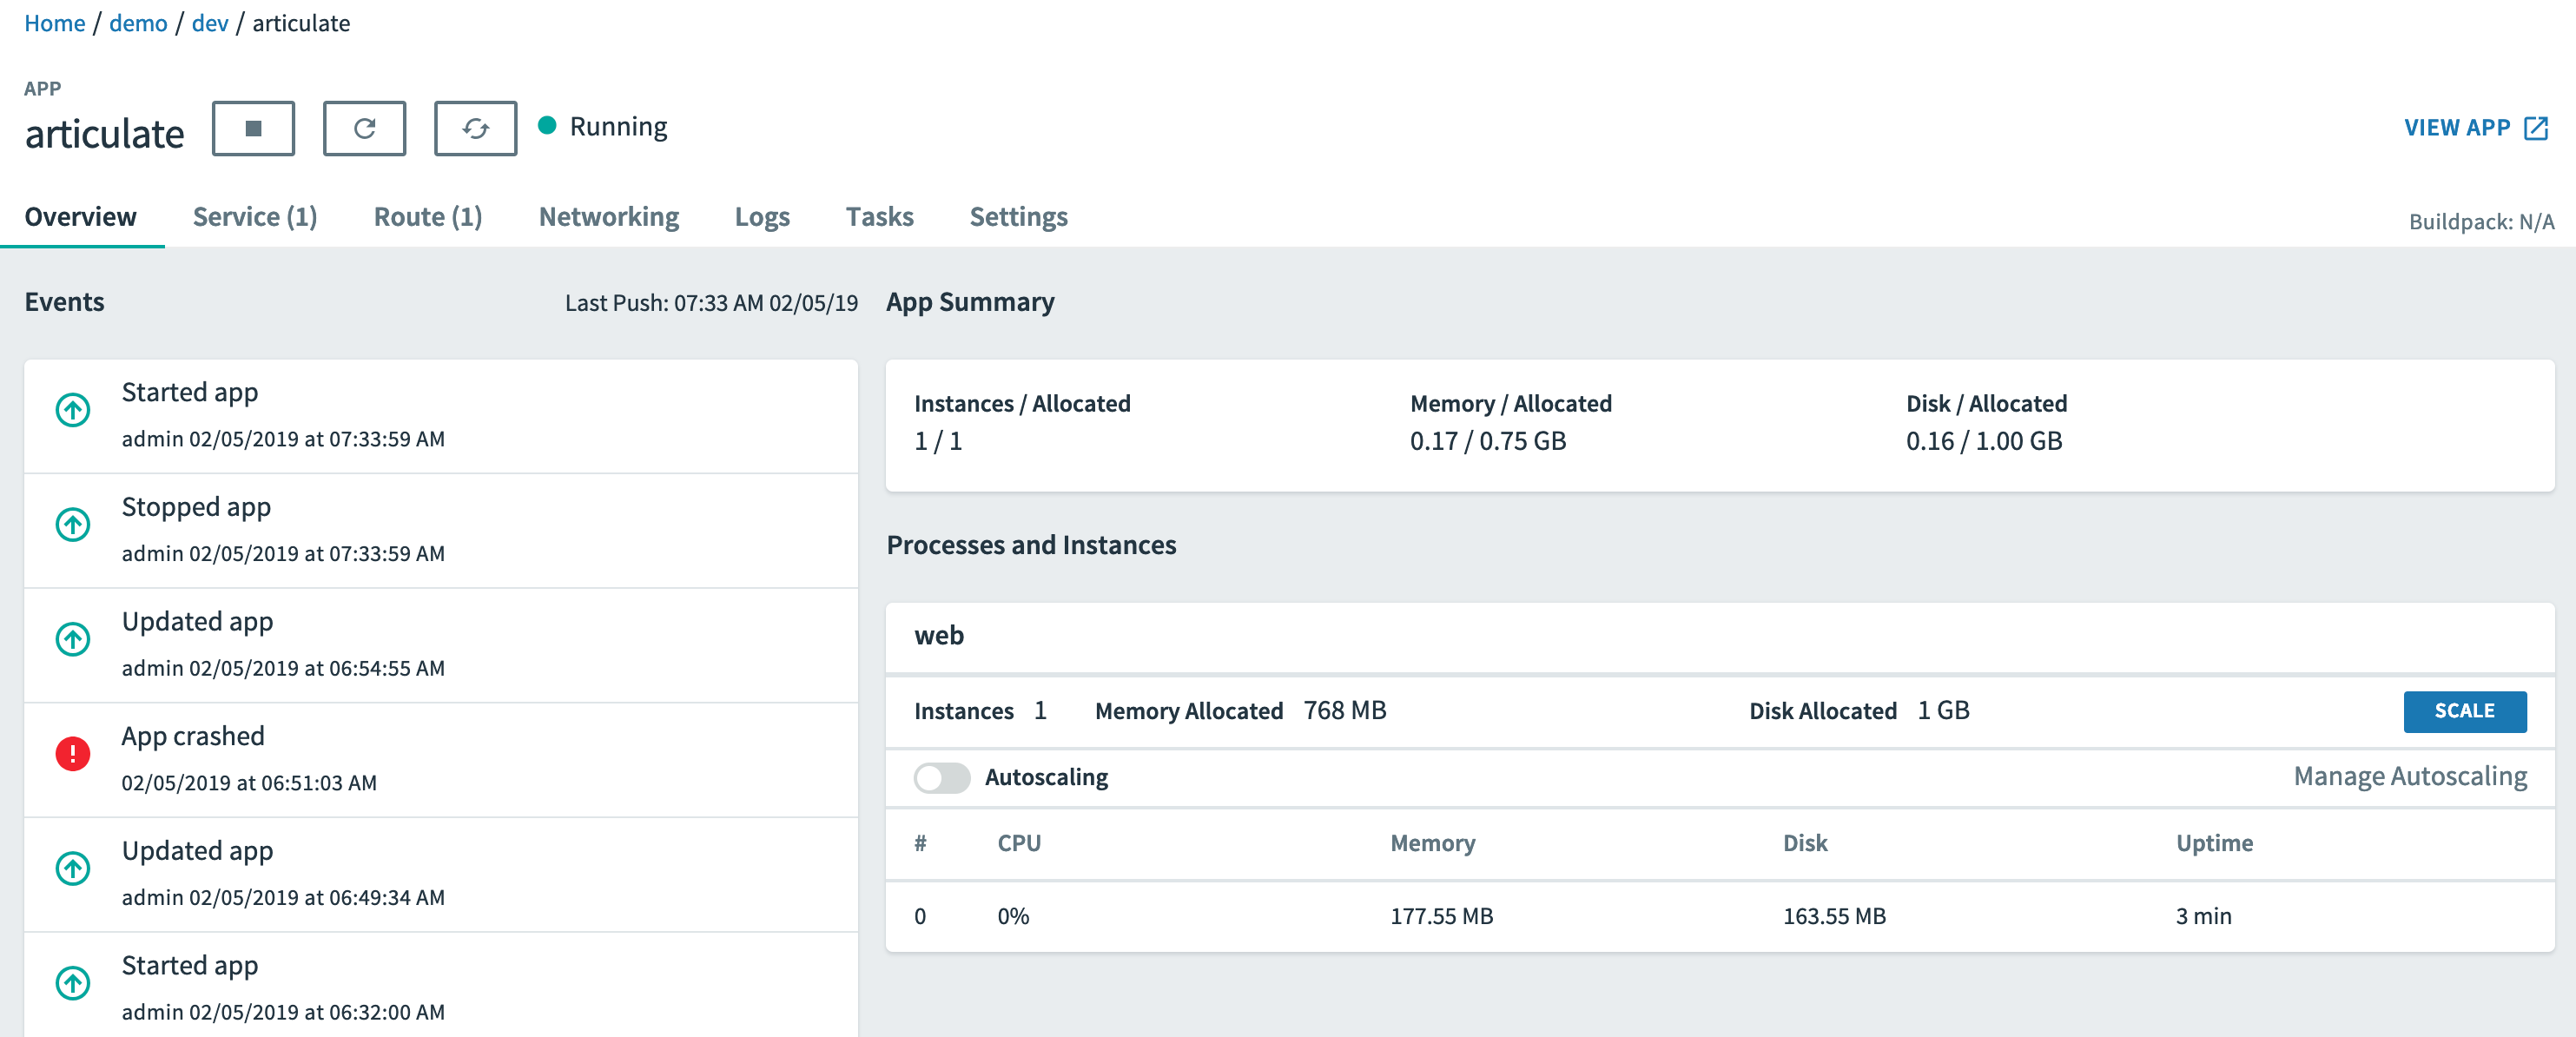 Home / demo / dev / articulate
APP
articulate
Running
VIEW APP
Overview Service (1) Route (1) Networking Logs Tasks Settings
Buildpack: N/A
Events
Last Push: 07:33 AM 02/05/19
Started app
admin 02/05/2019 at 07:33:59 AM
Stopped app
admin 02/05/2019 at 07:33:59 AM
Updated app
admin 02/05/2019 at 06:54:55 AM
App crashed
02/05/2019 at 06:51:03 AM
Updated app
admin 02/05/2019 at 06:49:34 AM
Started app
admin 02/05/2019 at 06:32:00 AM
App Summary
Instances / Allocated Memory / Allocated Disk / Allocated
1 / 1 0.17 / 0.75 GB 0.16 / 1.00 GB
Processes and Instances
web
Instances 1 Memory Allocated 768 MB Disk Allocated 1 GB SCALE
Autoscaling Manage Autoscaling
# CPU Memory Disk Uptime
0 0% 177.55 MB 163.55 MB 3 min